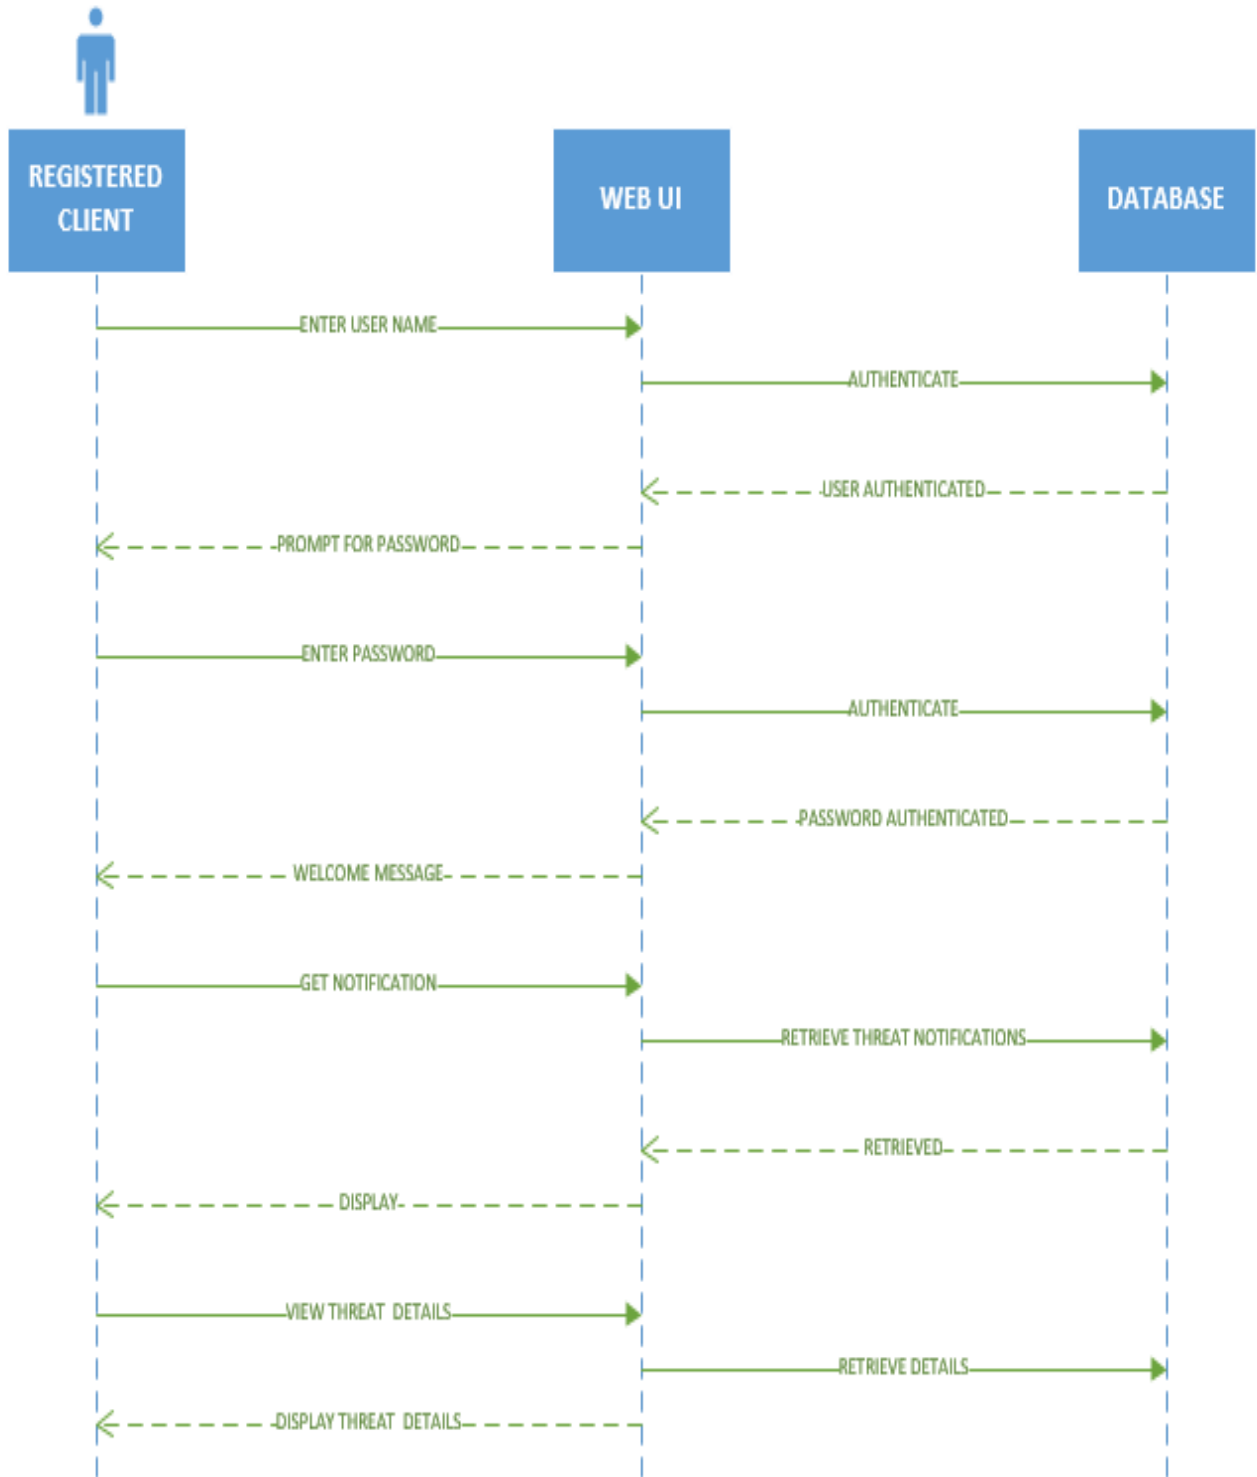 REGISTERED
CLIENT
WEB UI
DATABASE
ENTER USER NAME
AUTHENTICATE
USER AUTHENTICATED
PROMPT FOR PASSWORD
ENTER PASSWORD
AUTHENTICATE
PASSWORD AUTHENTICATED
WELCOME MESSAGE
GET NOTIFICATION
RETRIEVE THREAT NOTIFICATIONS
RETRIEVED
DISPLAY
VIEW THREAT DETAILS
RETRIEVE DETAILS
DISPLAY THREAT DETAILS